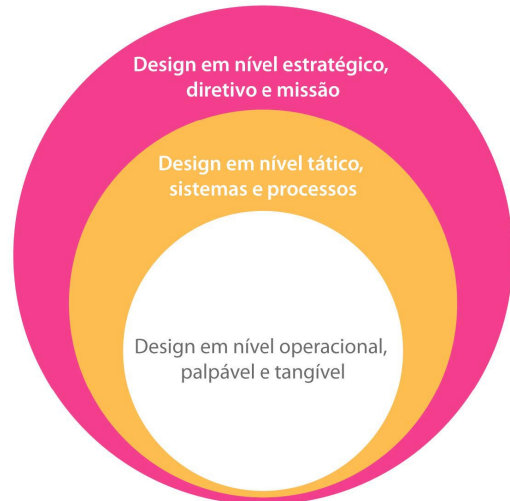 Design em nível estratégico,
diretivo e missão
Design em nível tático,
sistemas e processos
Design em nível operacional,
palpável e tangível